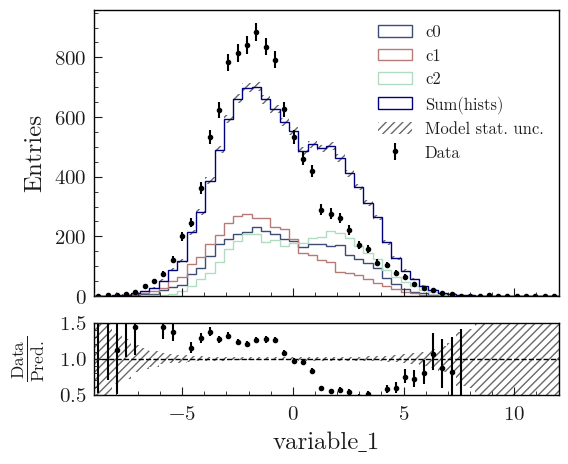 Entries
800
600
400
200
0
c0
c1
c2
Sum(hists)
Model stat. unc.
Data
Data
Pred.
1.5
1.0
0.5
−5
0
5
10
variable_1